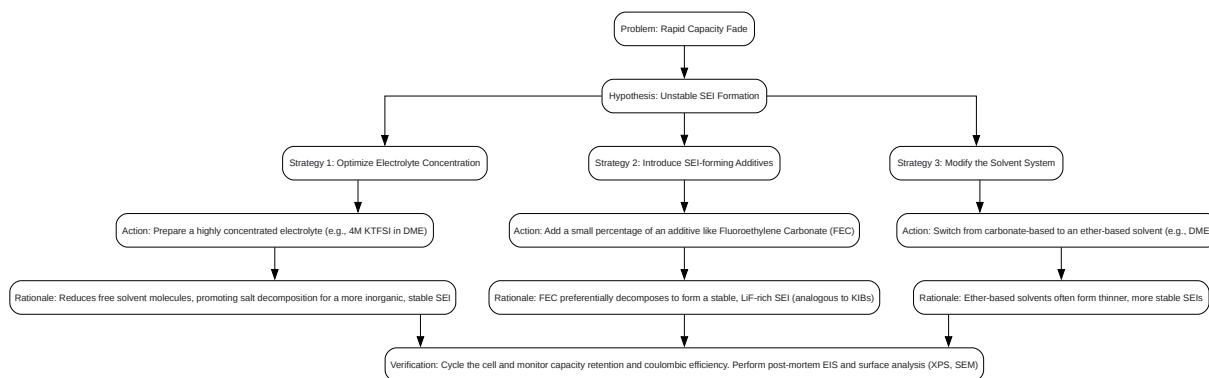 Problem: Rapid Capacity Fade
Hypothesis: Unstable SEI Formation
Strategy 1: Optimize Electrolyte Concentration
Strategy 2: Introduce SEI-forming Additives
Strategy 3: Modify the Solvent System
Action: Prepare a highly concentrated electrolyte (e.g., 4M KTFSI in DME)
Action: Add a small percentage of an additive like Fluoroethylene Carbonate (FEC)
Action: Switch from carbonate-based to an ether-based solvent (e.g., DME
Rationale: Reduces free solvent molecules, promoting salt decomposition for a more inorganic, stable SEI
Rationale: FEC preferentially decomposes to form a stable, LiF-rich SEI (analogous to KIBs)
Rationale: Ether-based solvents often form thinner, more stable SEIs
Verification: Cycle the cell and monitor capacity retention and coulombic efficiency. Perform post-mortem EIS and surface analysis (XPS, SEM)